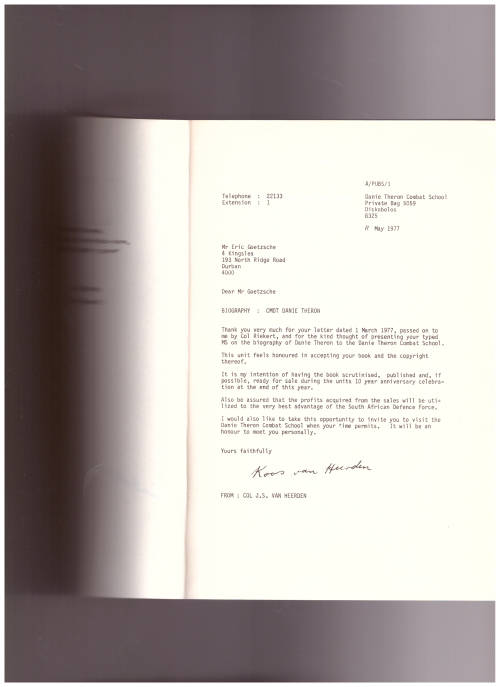 A/PUBS/1
Telephone : 22133
Extension : 1
Danie Theron Combat School
Private Bag 5059
Diskobolos
8325
May 1977
Mr Eric Goetzsche
4 Kingslea
193 North Ridge Road
Durban
4000
Dear Mr Goetzsche
BIOGRAPHY : CMDT DANIE THERON
Thank you very much for your letter dated 1 March 1977, passed on to
me by Col Riekert, and for the kind thought of presenting your typed
MS on the biography of Danie Theron to the Danie Theron Combat School.
This unit feels honoured in accepting your book and the copyright
thereof.
It is my intention of having the book scrutinised, published and, if
possible, ready for sale during the units 10 year anniversary celebra-
tion at the end of this year.
Also be assured that the profits acquired from the sales will be uti-
lized to the very best advantage of the South African Defence Force.
I would also like to take this opportunity to invite you to visit the
Danie Theron Combat School when your time permits. It will be an
honour to meet you personally.
Yours faithfully
Koos van Heerden
FROM : COL J.S. VAN HEERDEN